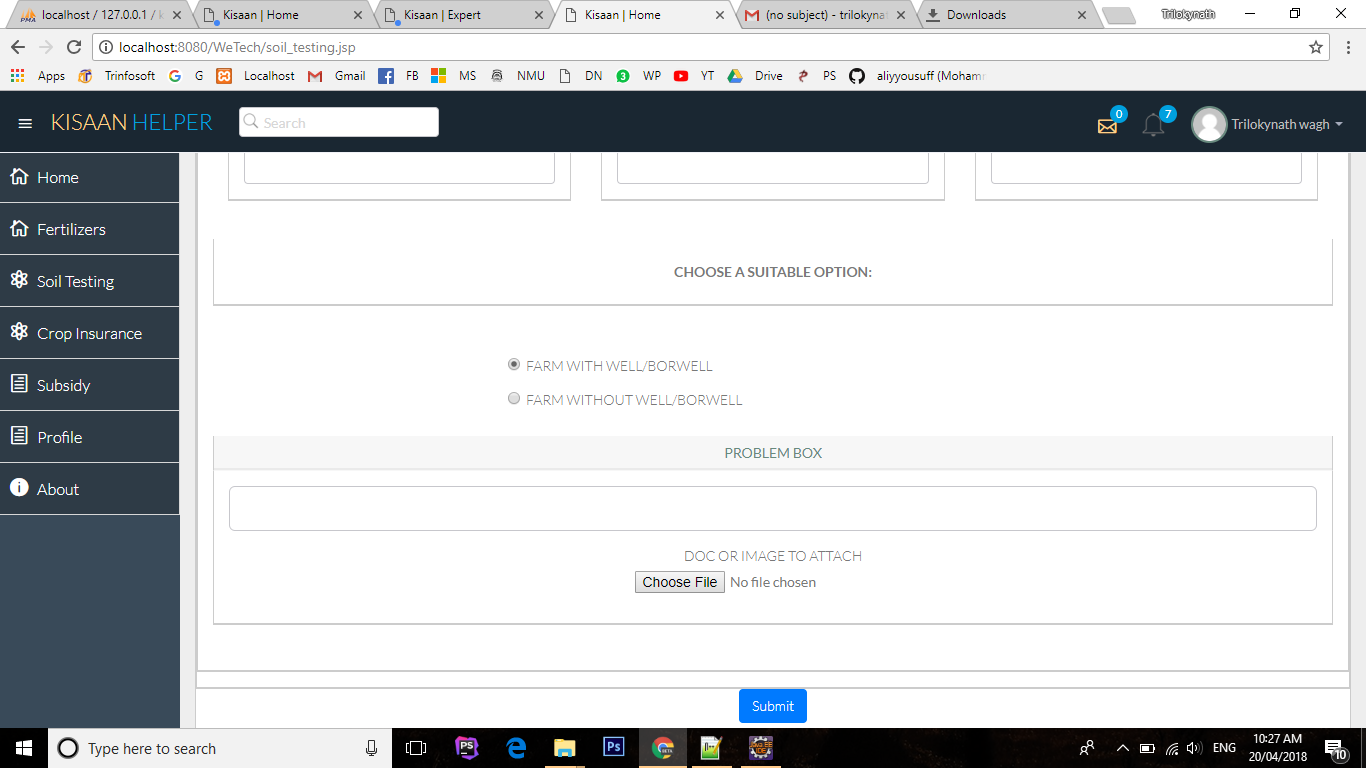 localhost / 127.0.0.1 / k
Kisaan | Home
Kisaan | Expert
Kisaan | Home
(no subject) - trilokynat
Downloads
Trilokynath
localhost:8080/WeTech/soil_testing.jsp
Apps Trinfosoft G Localhost Gmail FB MS NMU DN WP YT Drive PS aliyyousuff (Moham
KISAAN HELPER
Search
0
7
Trilokynath wagh
Home
Fertilizers
Soil Testing
Crop Insurance
Subsidy
Profile
About
CHOOSE A SUITABLE OPTION:
FARM WITH WELL/BORWELL
FARM WITHOUT WELL/BORWELL
PROBLEM BOX
DOC OR IMAGE TO ATTACH
Choose File No file chosen
Submit
Type here to search
ENG
10:27 AM
20/04/2018
10